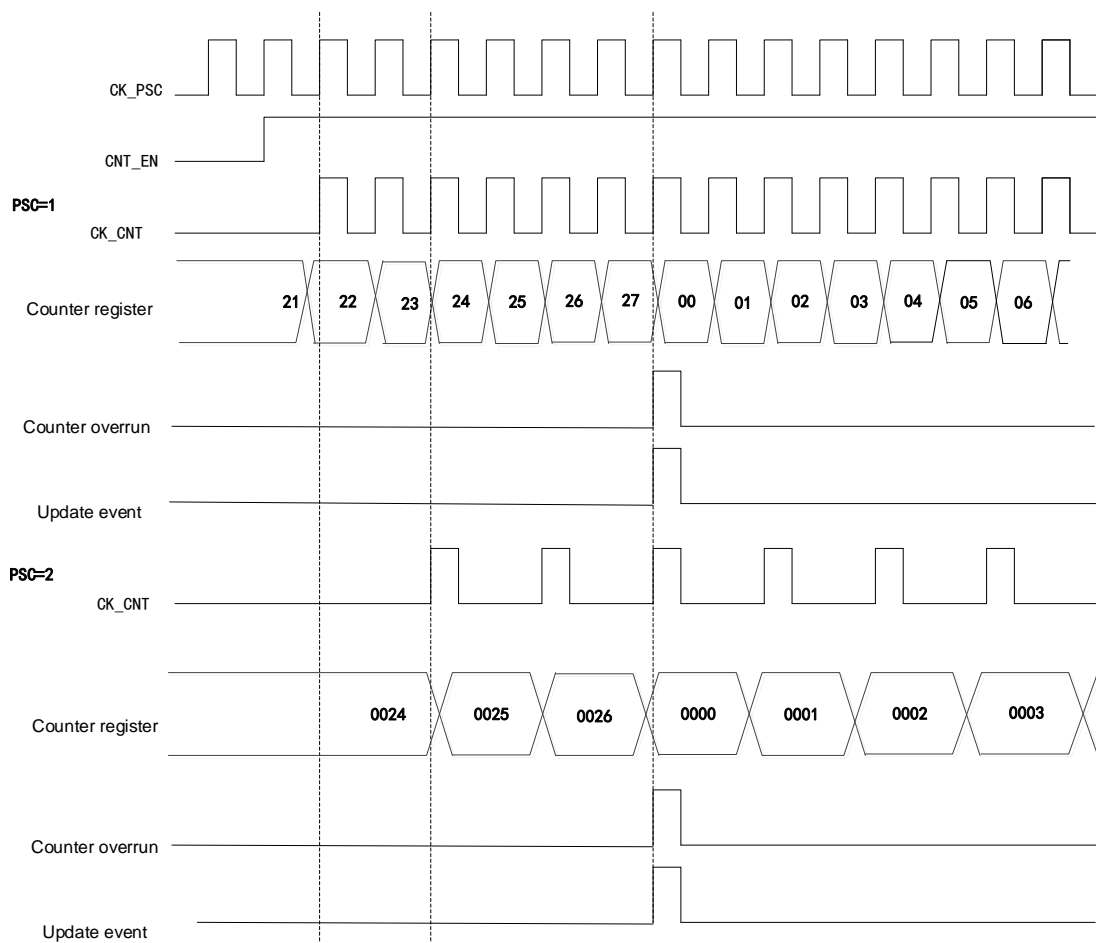 CK_PSC
CNT_EN
PSC=1
CK_CNT
Counter register 21 22 23 24 25 26 27 00 01 02 03 04 05 06
Counter overrun
Update event
PSC=2
CK_CNT
Counter register 0024 0025 0026 0000 0001 0002 0003
Counter overrun
Update event